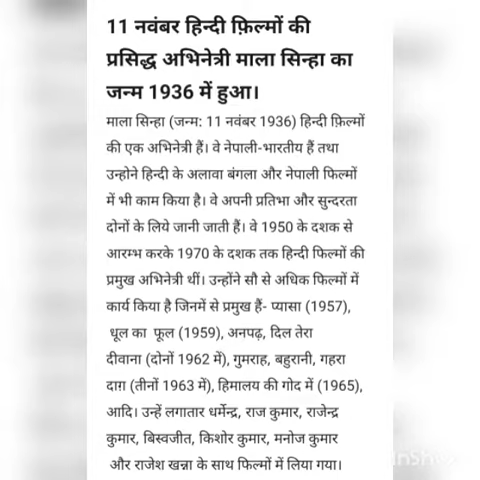 11 नवंबर हिन्दी फ़िल्मों की
प्रसिद्ध अभिनेत्री माला सिन्हा का
जन्म 1936 में हुआ।
माला सिन्हा (जन्म: 11 नवंबर 1936) हिन्दी फ़िल्मों
की एक अभिनेत्री हैं। वे नेपाली-भारतीय हैं तथा
उन्होने हिन्दी के अलावा बंगला और नेपाली फिल्मों
में भी काम किया है। वे अपनी प्रतिभा और सुन्दरता
दोनों के लिये जानी जाती हैं। वे 1950 के दशक से
आरम्भ करके 1970 के दशक तक हिन्दी फिल्मों की
प्रमुख अभिनेत्री थीं। उन्होंने सौ से अधिक फिल्मों में
कार्य किया है जिनमें से प्रमुख हैं- प्यासा (1957),
धूल का फूल (1959), अनपढ़, दिल तेरा
दीवाना (दोनों 1962 में), गुमराह, बहुरानी, गहरा
दाग़ (तीनों 1963 में), हिमालय की गोद में (1965),
आदि। उन्हें लगातार धर्मेन्द्र, राज कुमार, राजेन्द्र
कुमार, बिस्वजीत, किशोर कुमार, मनोज कुमार
और राजेश खन्ना के साथ फिल्मों में लिया गया।